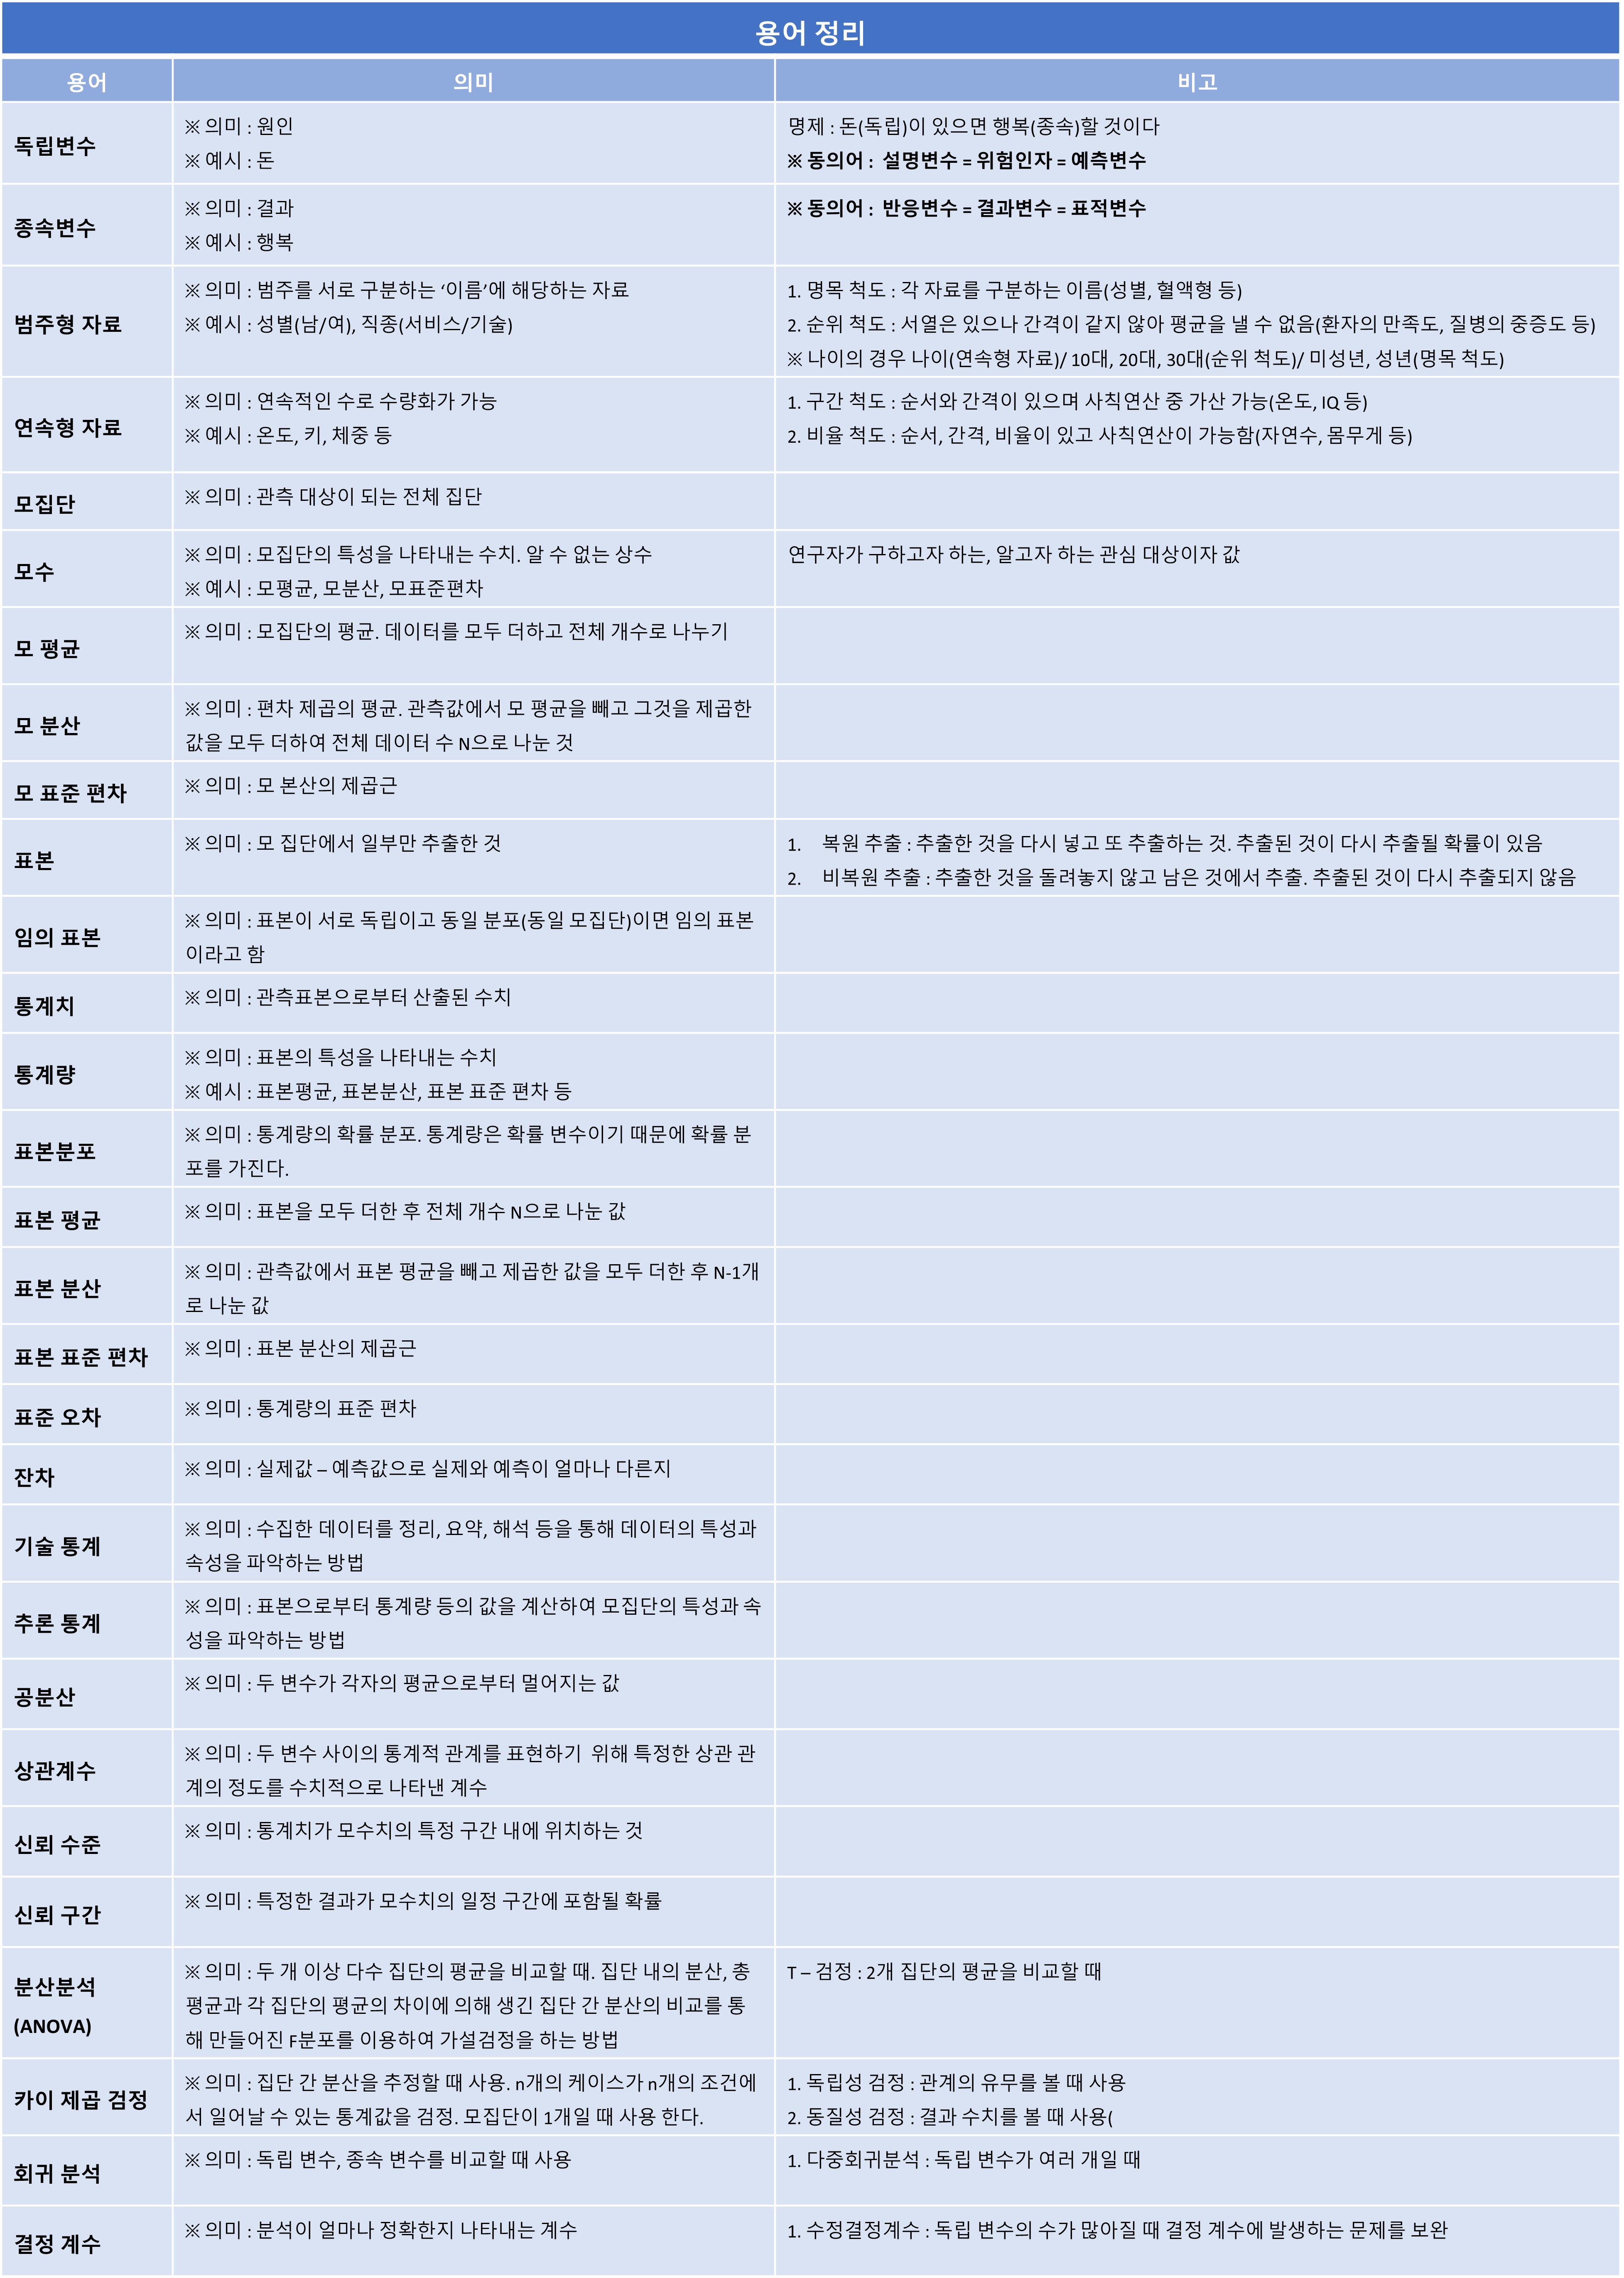 용어 정리
용어 의미 비고
독립변수
※ 의미 : 원인
※ 예시 : 돈
명제 : 돈(독립)이 있으면 행복(종속)할 것이다
※ 동의어 : 설명변수 = 위험인자 = 예측변수
종속변수
※ 의미 : 결과
※ 예시 : 행복
※ 동의어 : 반응변수 = 결과변수 = 표적변수
범주형 자료
※ 의미 : 범주를 서로 구분하는 ‘이름’에 해당하는 자료
※ 예시 : 성별(남/여), 직종(서비스/기술)
1. 명목 척도 : 각 자료를 구분하는 이름(성별, 혈액형 등)
2. 순위 척도 : 서열은 있으나 간격이 같지 않아 평균을 낼 수 없음(환자의 만족도, 질병의 중증도 등)
※ 나이의 경우 나이(연속형 자료)/ 10대, 20대, 30대(순위 척도)/ 미성년, 성년(명목 척도)
연속형 자료
※ 의미 : 연속적인 수로 수량화가 가능
※ 예시 : 온도, 키, 체중 등
1. 구간 척도 : 순서와 간격이 있으며 사칙연산 중 가산 가능(온도, IQ 등)
2. 비율 척도 : 순서, 간격, 비율이 있고 사칙연산이 가능함(자연수, 몸무게 등)
모집단
※ 의미 : 관측 대상이 되는 전체 집단
모수
※ 의미 : 모집단의 특성을 나타내는 수치. 알 수 없는 상수
※ 예시 : 모평균, 모분산, 모표준편차
연구자가 구하고자 하는, 알고자 하는 관심 대상이자 값
모 평균
※ 의미 : 모집단의 평균. 데이터를 모두 더하고 전체 개수로 나누기
모 분산
※ 의미 : 편차 제곱의 평균. 관측값에서 모 평균을 빼고 그것을 제곱한
값을 모두 더하여 전체 데이터 수 N으로 나눈 것
모 표준 편차
※ 의미 : 모 본산의 제곱근
표본
※ 의미 : 모 집단에서 일부만 추출한 것
1. 복원 추출 : 추출한 것을 다시 넣고 또 추출하는 것. 추출된 것이 다시 추출될 확률이 있음
2. 비복원 추출 : 추출한 것을 돌려놓지 않고 남은 것에서 추출. 추출된 것이 다시 추출되지 않음
임의 표본
※ 의미 : 표본이 서로 독립이고 동일 분포(동일 모집단)이면 임의 표본
이라고 함
통계치
※ 의미 : 관측표본으로부터 산출된 수치
통계량
※ 의미 : 표본의 특성을 나타내는 수치
※ 예시 : 표본평균, 표본분산, 표본 표준 편차 등
표본분포
※ 의미 : 통계량의 확률 분포. 통계량은 확률 변수이기 때문에 확률 분
포를 가진다.
표본 평균
※ 의미 : 표본을 모두 더한 후 전체 개수 N으로 나눈 값
표본 분산
※ 의미 : 관측값에서 표본 평균을 빼고 제곱한 값을 모두 더한 후 N-1개
로 나눈 값
표본 표준 편차
※ 의미 : 표본 분산의 제곱근
표준 오차
※ 의미 : 통계량의 표준 편차
잔차
※ 의미 : 실제값 – 예측값으로 실제와 예측이 얼마나 다른지
기술 통계
※ 의미 : 수집한 데이터를 정리, 요약, 해석 등을 통해 데이터의 특성과
속성을 파악하는 방법
추론 통계
※ 의미 : 표본으로부터 통계량 등의 값을 계산하여 모집단의 특성과 속
성을 파악하는 방법
공분산
※ 의미 : 두 변수가 각자의 평균으로부터 멀어지는 값
상관계수
※ 의미 : 두 변수 사이의 통계적 관계를 표현하기 위해 특정한 상관 관
계의 정도를 수치적으로 나타낸 계수
신뢰 수준
※ 의미 : 통계치가 모수치의 특정 구간 내에 위치하는 것
신뢰 구간
※ 의미 : 특정한 결과가 모수치의 일정 구간에 포함될 확률
분산분석
(ANOVA)
※ 의미 : 두 개 이상 다수 집단의 평균을 비교할 때. 집단 내의 분산, 총
평균과 각 집단의 평균의 차이에 의해 생긴 집단 간 분산의 비교를 통
해 만들어진 F분포를 이용하여 가설검정을 하는 방법
T – 검정 : 2개 집단의 평균을 비교할 때
카이 제곱 검정
※ 의미 : 집단 간 분산을 추정할 때 사용. n개의 케이스가 n개의 조건에
서 일어날 수 있는 통계값을 검정. 모집단이 1개일 때 사용 한다.
1. 독립성 검정 : 관계의 유무를 볼 때 사용
2. 동질성 검정 : 결과 수치를 볼 때 사용(
회귀 분석
※ 의미 : 독립 변수, 종속 변수를 비교할 때 사용
1. 다중회귀분석 : 독립 변수가 여러 개일 때
결정 계수
※ 의미 : 분석이 얼마나 정확한지 나타내는 계수
1. 수정결정계수 : 독립 변수의 수가 많아질 때 결정 계수에 발생하는 문제를 보완